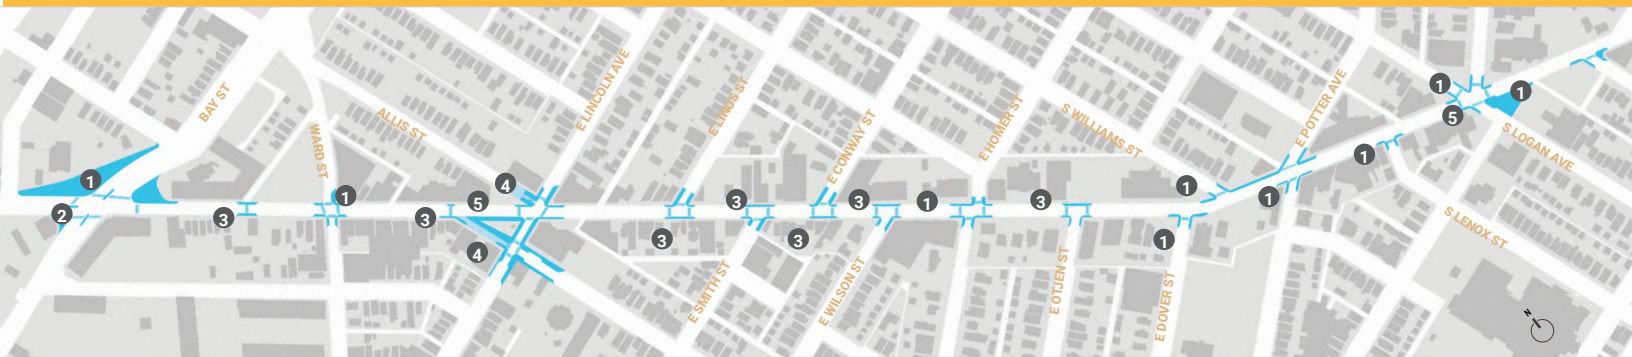 BAY ST
WARD ST
ALLIS ST
E LINCOLN AVE
E LINUS ST
E CONWAY ST
E HOMER ST
S WILLIAMS ST
E POTTER AVE
S LOGAN AVE
S LENOX ST
E SMITH ST
E WILSON ST
E OTJEN ST
E DOVER ST
N
1
2
3
1
3
5
4
4
3
3
3
3
1
3
1
1
1
1
1
5
1